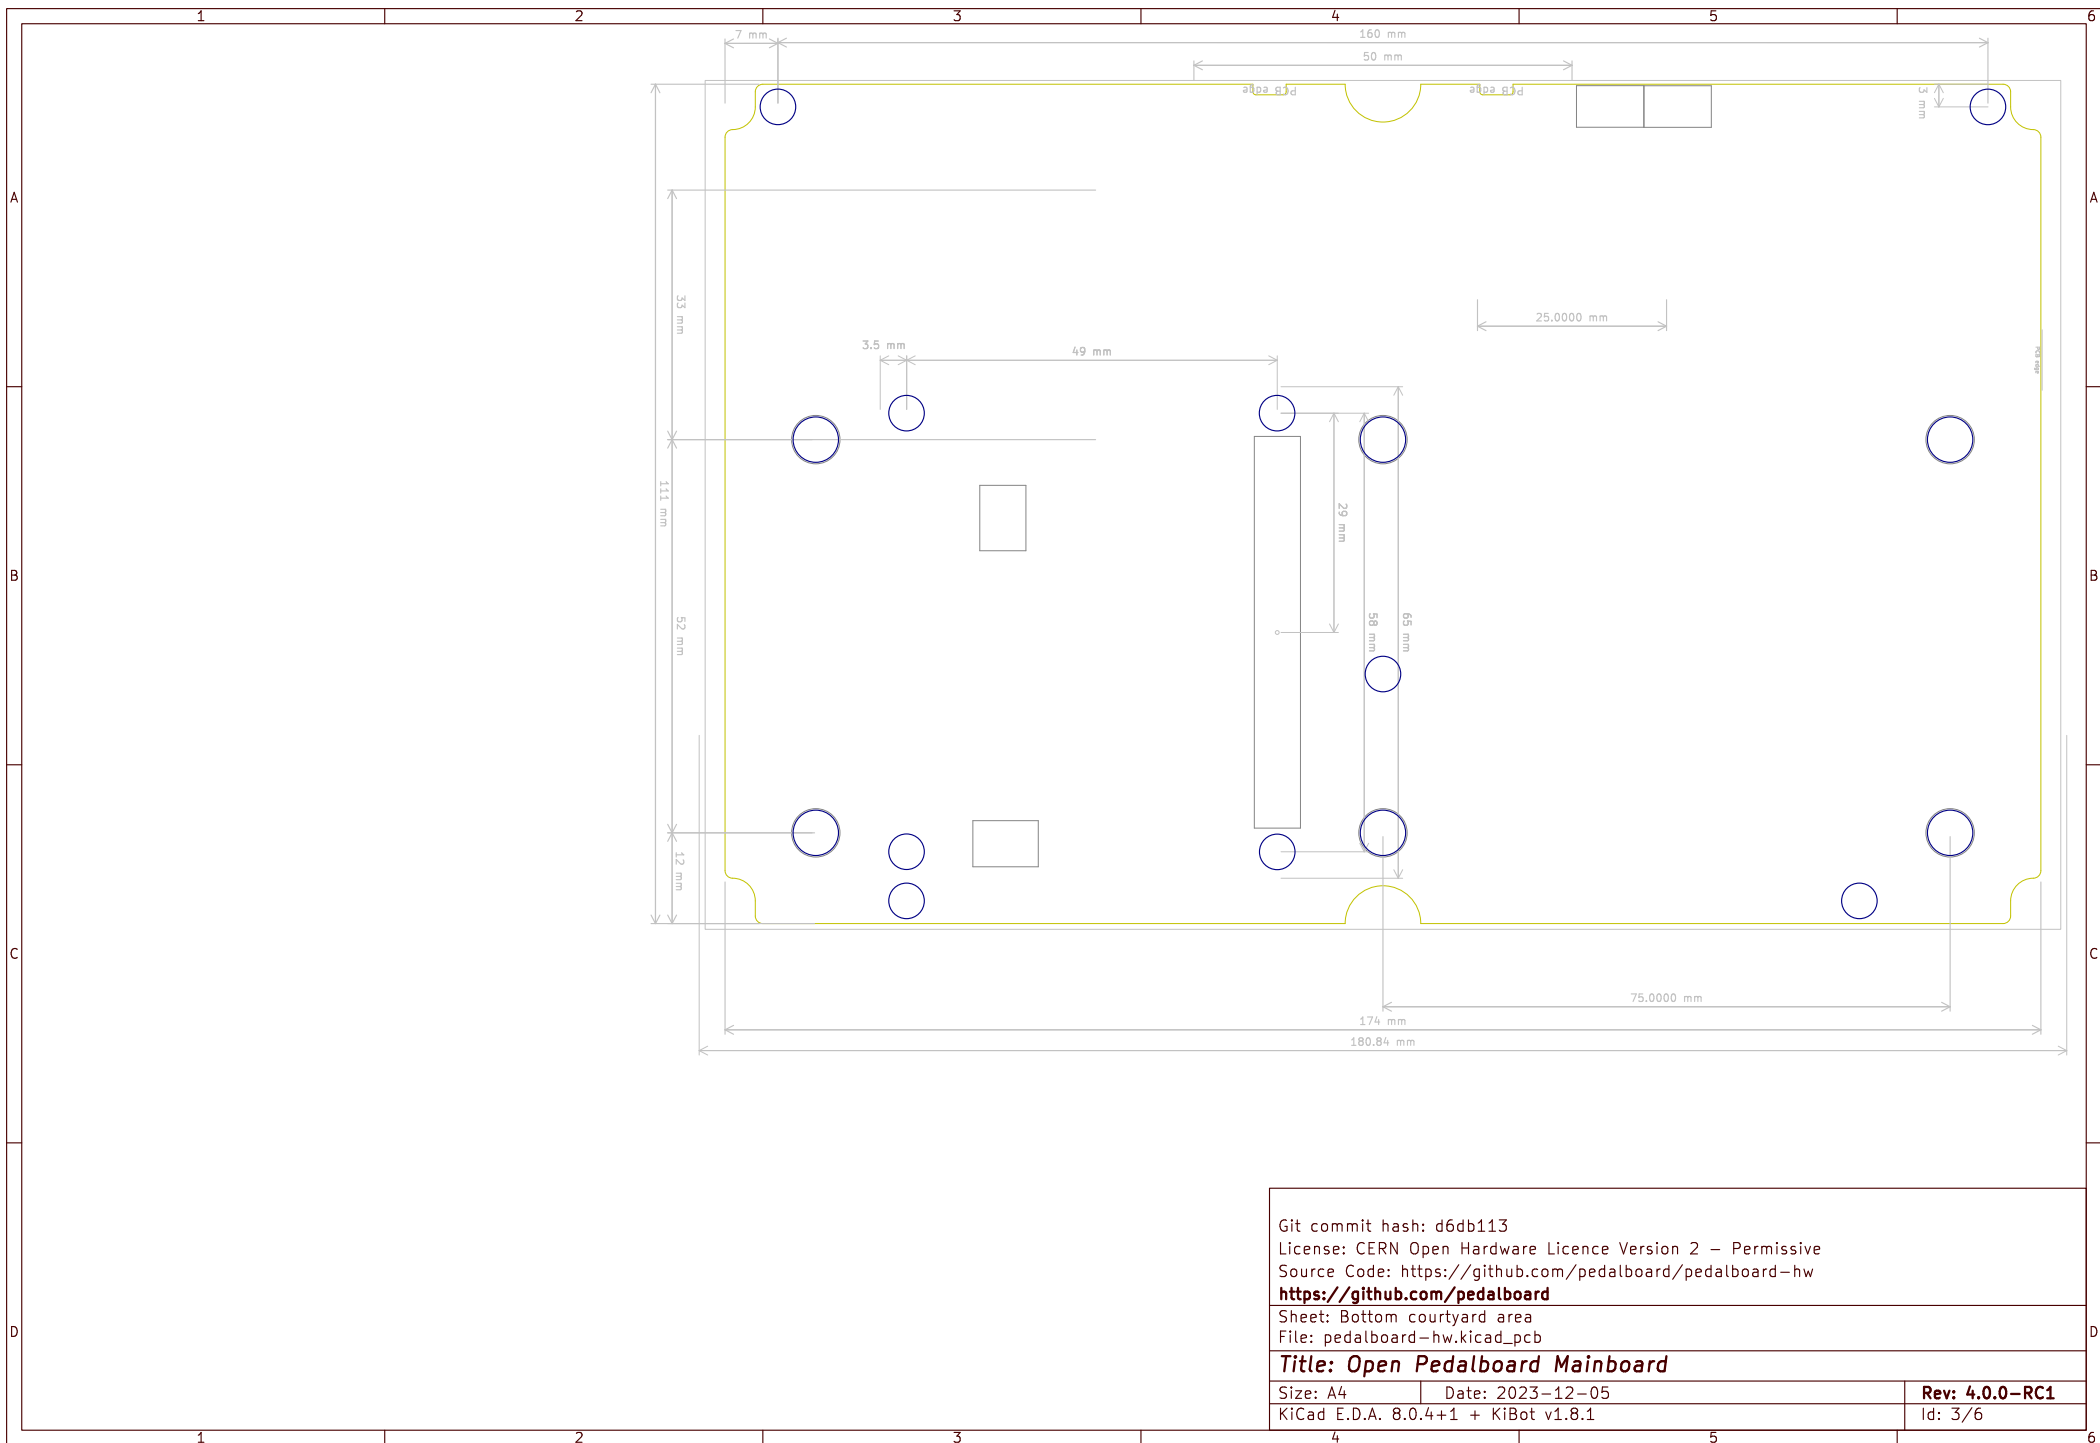 1 2 3 4 5 6
7 mm 160 mm
50 mm
PCB edge PCB edge
3 mm
A A
33 mm
25.0000 mm
3.5 mm 49 mm
PCB edge
111 mm
29 mm
B B
52 mm
58 mm 65 mm
12 mm
C C
75.0000 mm
174 mm
180.84 mm
Git commit hash: d6db113
License: CERN Open Hardware Licence Version 2 - Permissive
Source Code: https://github.com/pedalboard/pedalboard-hw
https://github.com/pedalboard
Sheet: Bottom courtyard area
File: pedalboard-hw.kicad_pcb
D D
Title: Open Pedalboard Mainboard
Size: A4 Date: 2023-12-05 Rev: 4.0.0-RC1
KiCad E.D.A. 8.0.4+1 + KiBot v1.8.1 Id: 3/6
1 2 3 4 5 6